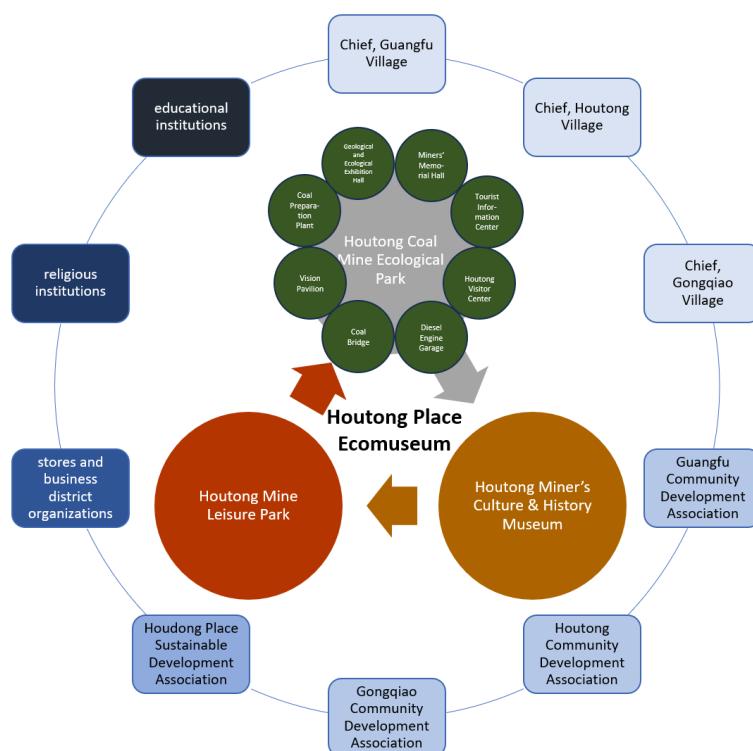 Chief, Guangfu
Village
educational
institutions
Chief, Houtong
Village
Geological
and
Ecological
Exhibition
Hall
Miners'
Memo-
rial Hall
Coal
Prepara-
tion
Plant
Tourist
Infor-
mation
Center
Houtong Coal
Mine Ecological
Park
religious
institutions
Vision
Pavilion
Houtong
Visitor
Center
Chief,
Gongqiao
Village
Coal
Bridge
Diesel
Engine
Garage
Houtong Place
Ecomuseum
stores and
business
district
organizations
Houtong Mine
Leisure Park
Houtong Miner's
Culture & History
Museum
Guangfu
Community
Development
Association
Houdong Place
Sustainable
Development
Association
Houtong
Community
Development
Association
Gongqiao
Community
Development
Association